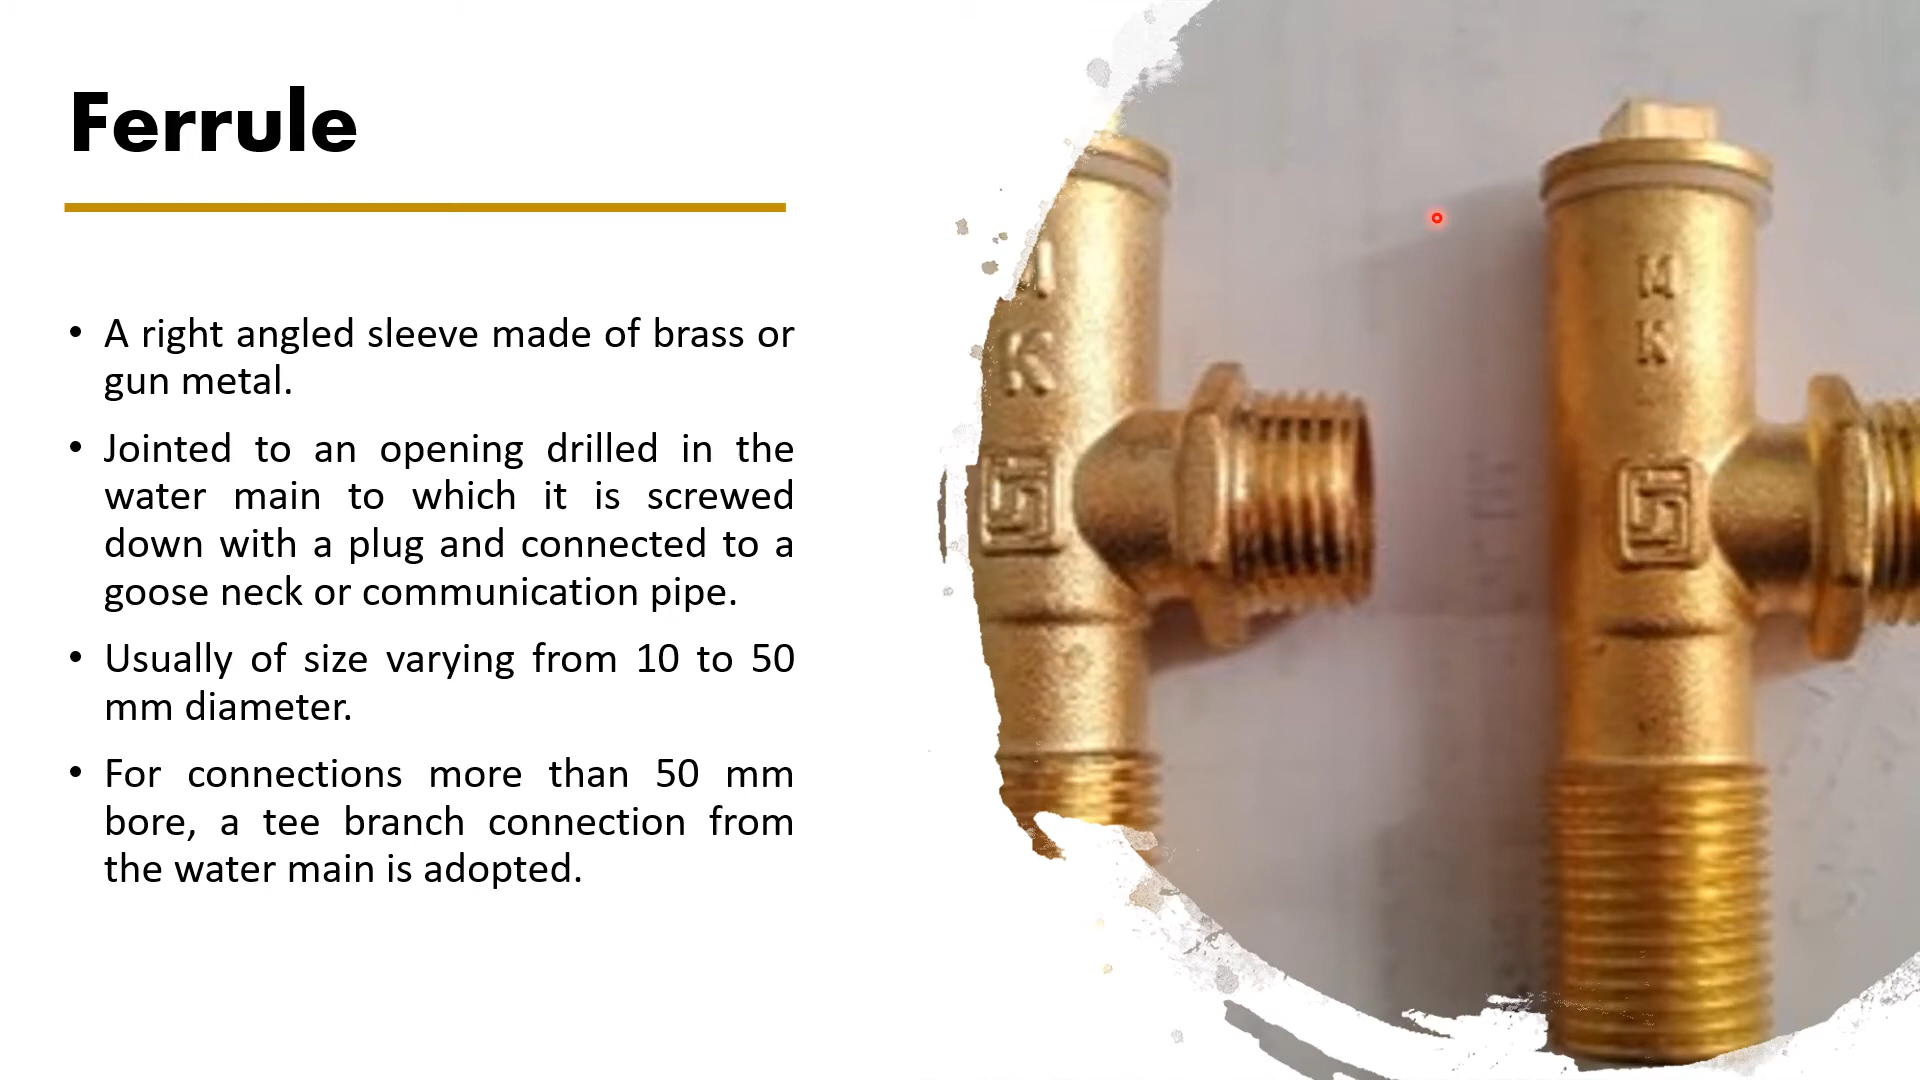 Ferrule
• A right angled sleeve made of brass or
gun metal.
• Jointed to an opening drilled in the
water main to which it is screwed
down with a plug and connected to a
goose neck or communication pipe.
• Usually of size varying from 10 to 50
mm diameter.
• For connections more than 50 mm
bore, a tee branch connection from
the water main is adopted.
M
K
M
K